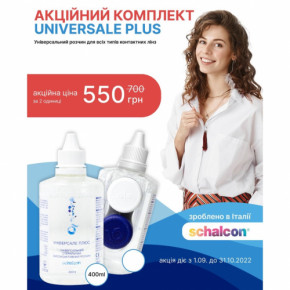 АКЦІЙНИЙ КОМПЛЕКТ
UNIVERSALE PLUS
Універсальний розчин для всіх типів контактних лінз
акційна ціна
за 2 одиниці
700
550 грн
зроблено в Італії
schalcon
400ml
акція діє з 1.09. до 31.10.2022